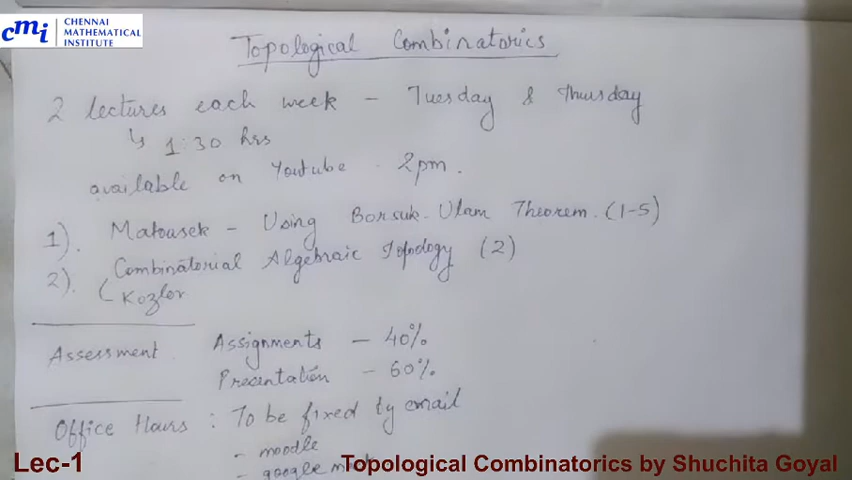 cmi CHENNAI
MATHEMATICAL
INSTITUTE
Topological Combinatorics
2 lectures each week - Tuesday & Thursday
↳ 1:30 hrs
available on Youtube - 2pm.
1). Matousek - Using Borsuk-Ulam Theorem. (1-5)
2). Combinatorial Algebraic Topology (2)
( Kozlov
Assessment Assignments - 40%
Presentation - 60%
Office Hours : To be fixed by email
- moodle
- google
Lec-1 Topological Combinatorics by Shuchita Goyal